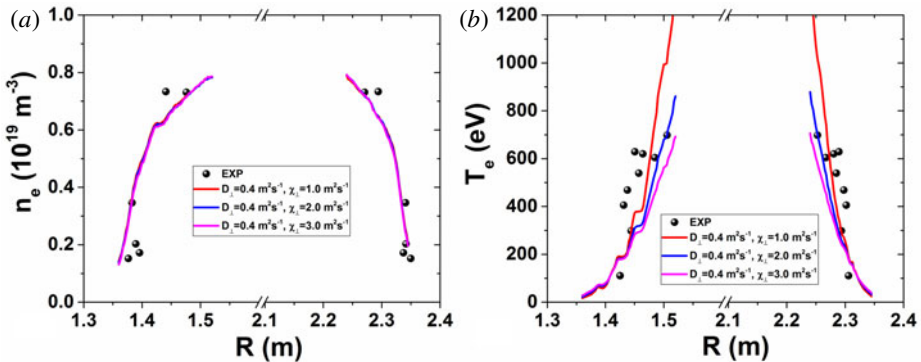 (a)
1.0
0.8
0.6
0.4
0.2
0.0
nₑ (10¹⁹ m⁻³)
EXP
D⊥=0.4 m²s⁻¹, χ⊥=1.0 m²s⁻¹
D⊥=0.4 m²s⁻¹, χ⊥=2.0 m²s⁻¹
D⊥=0.4 m²s⁻¹, χ⊥=3.0 m²s⁻¹
1.3 1.4 1.5 2.1 2.2 2.3 2.4
R (m)
(b)
1200
1000
800
600
400
200
0
Tₑ (eV)
EXP
D⊥=0.4 m²s⁻¹, χ⊥=1.0 m²s⁻¹
D⊥=0.4 m²s⁻¹, χ⊥=2.0 m²s⁻¹
D⊥=0.4 m²s⁻¹, χ⊥=3.0 m²s⁻¹
1.3 1.4 1.5 2.1 2.2 2.3 2.4
R (m)